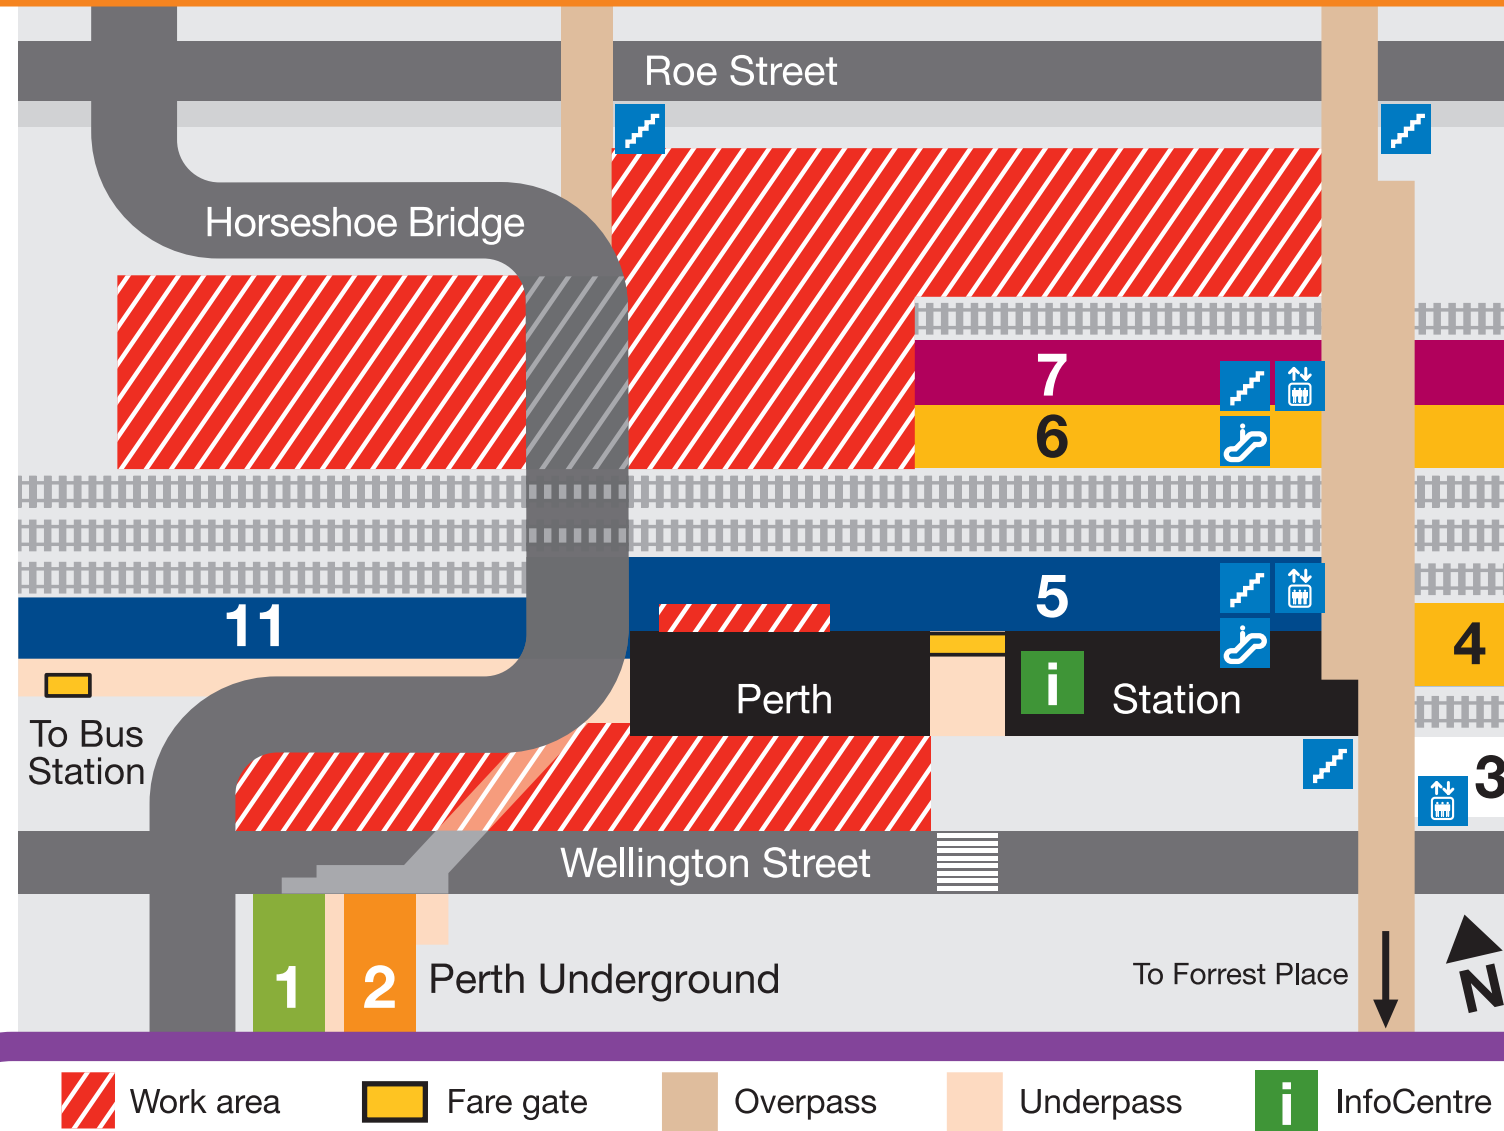 Roe Street
Horseshoe Bridge
7
6
5
11
4
i
Perth
Station
To Bus
Station
3
Wellington Street
1
2
Perth Underground
To Forrest Place
N
Work area
Fare gate
Overpass
Underpass
i
InfoCentre